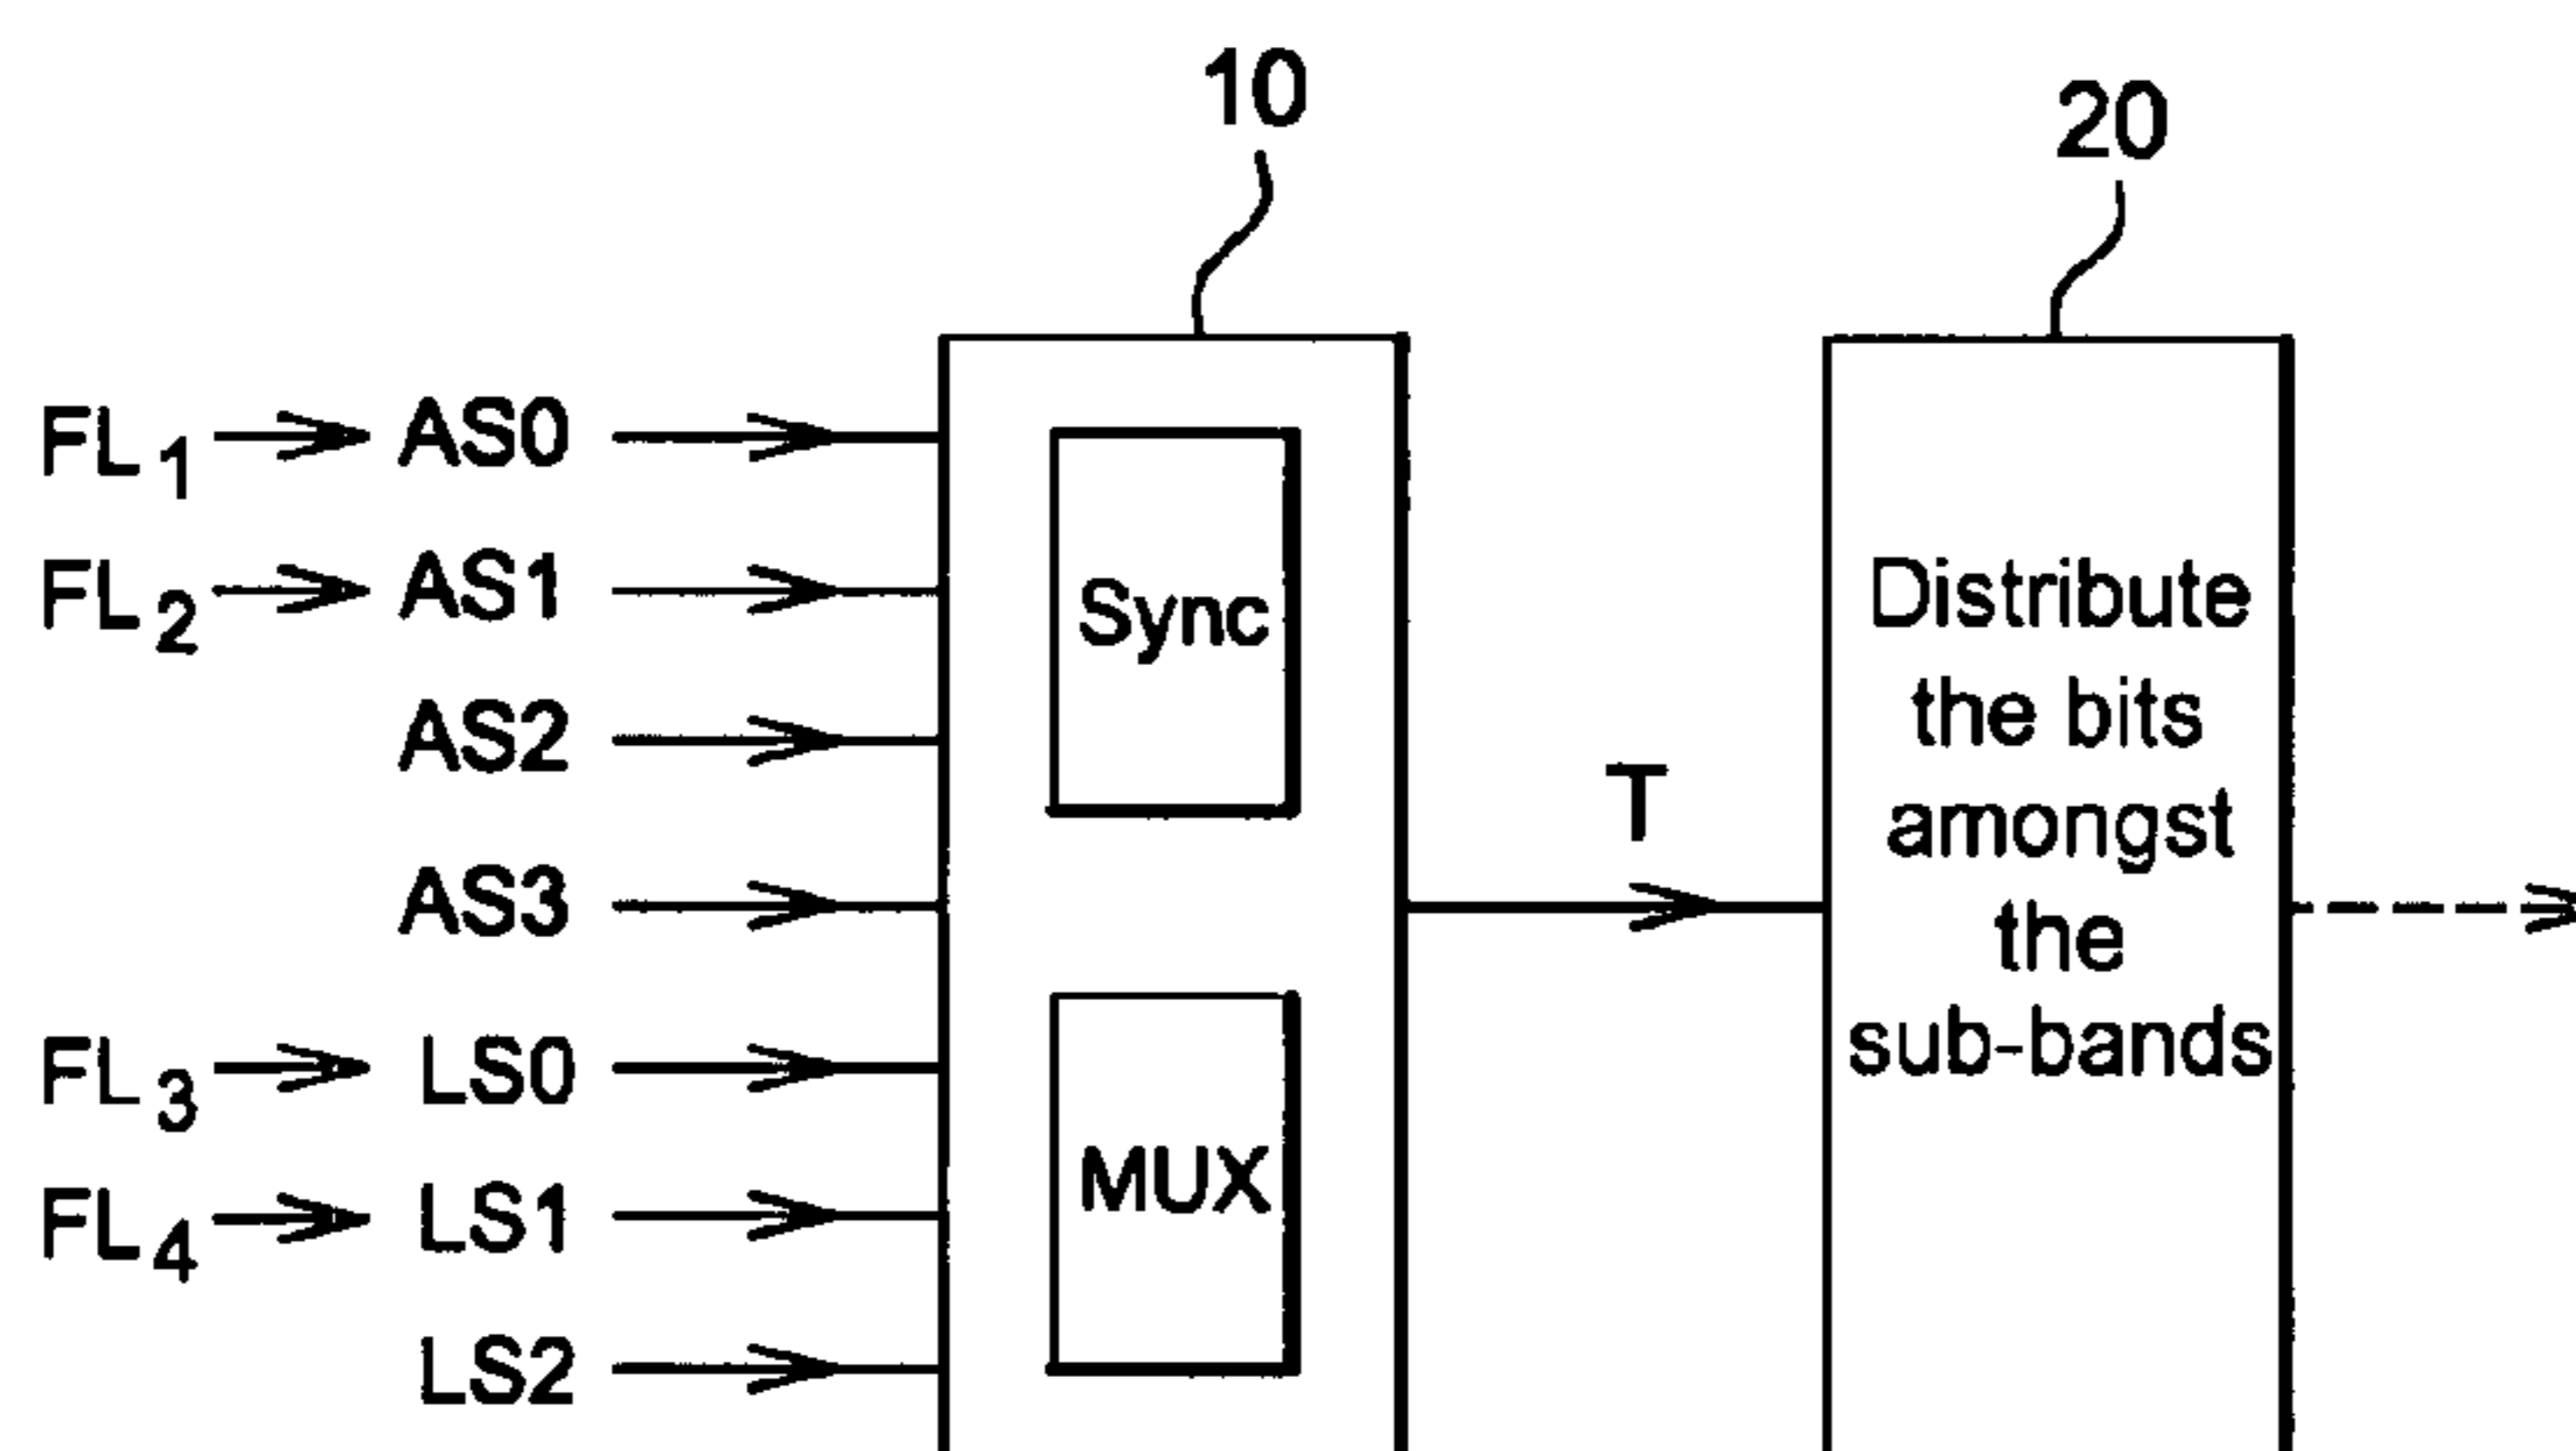 10
20
FL1 AS0
FL2 AS1
AS2
AS3
FL3 LS0
FL4 LS1
LS2
Sync
MUX
T
Distribute
the bits
amongst
the
sub-bands